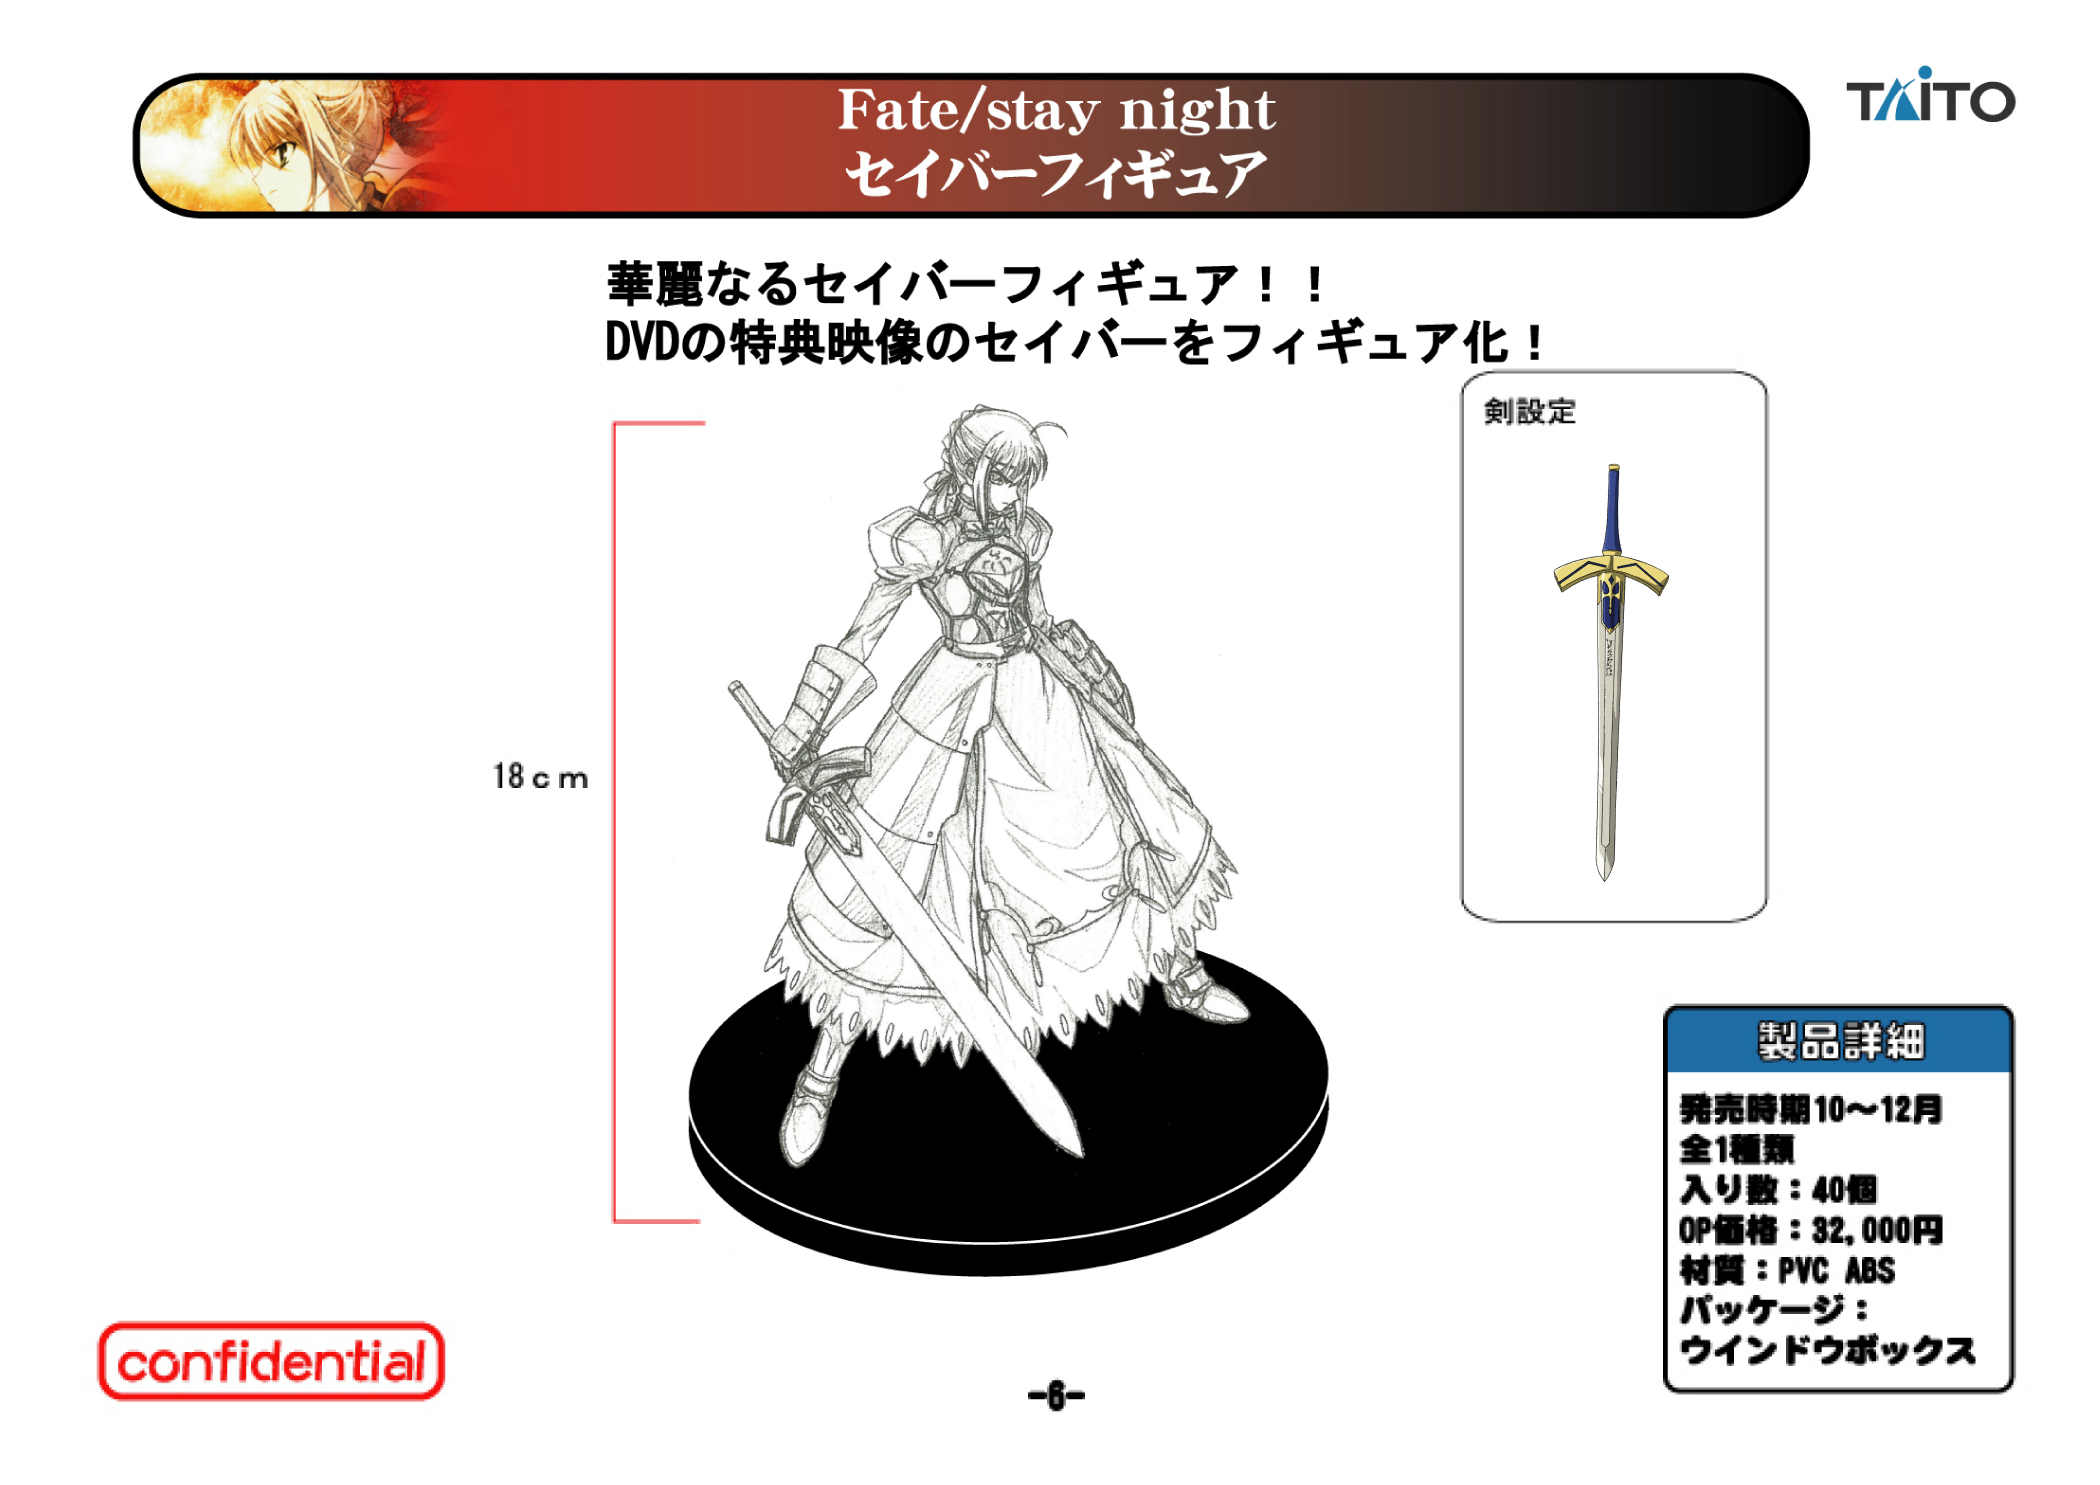 Fate/stay night
セイバーフィギュア
TAITO
華麗なるセイバーフィギュア！！
DVDの特典映像のセイバーをフィギュア化！
剣設定
18cm
製品詳細
発売時期10～12月
全1種類
入り数：40個
OP価格：32,000円
材質：PVC ABS
パッケージ：
ウインドウボックス
confidential
-6-